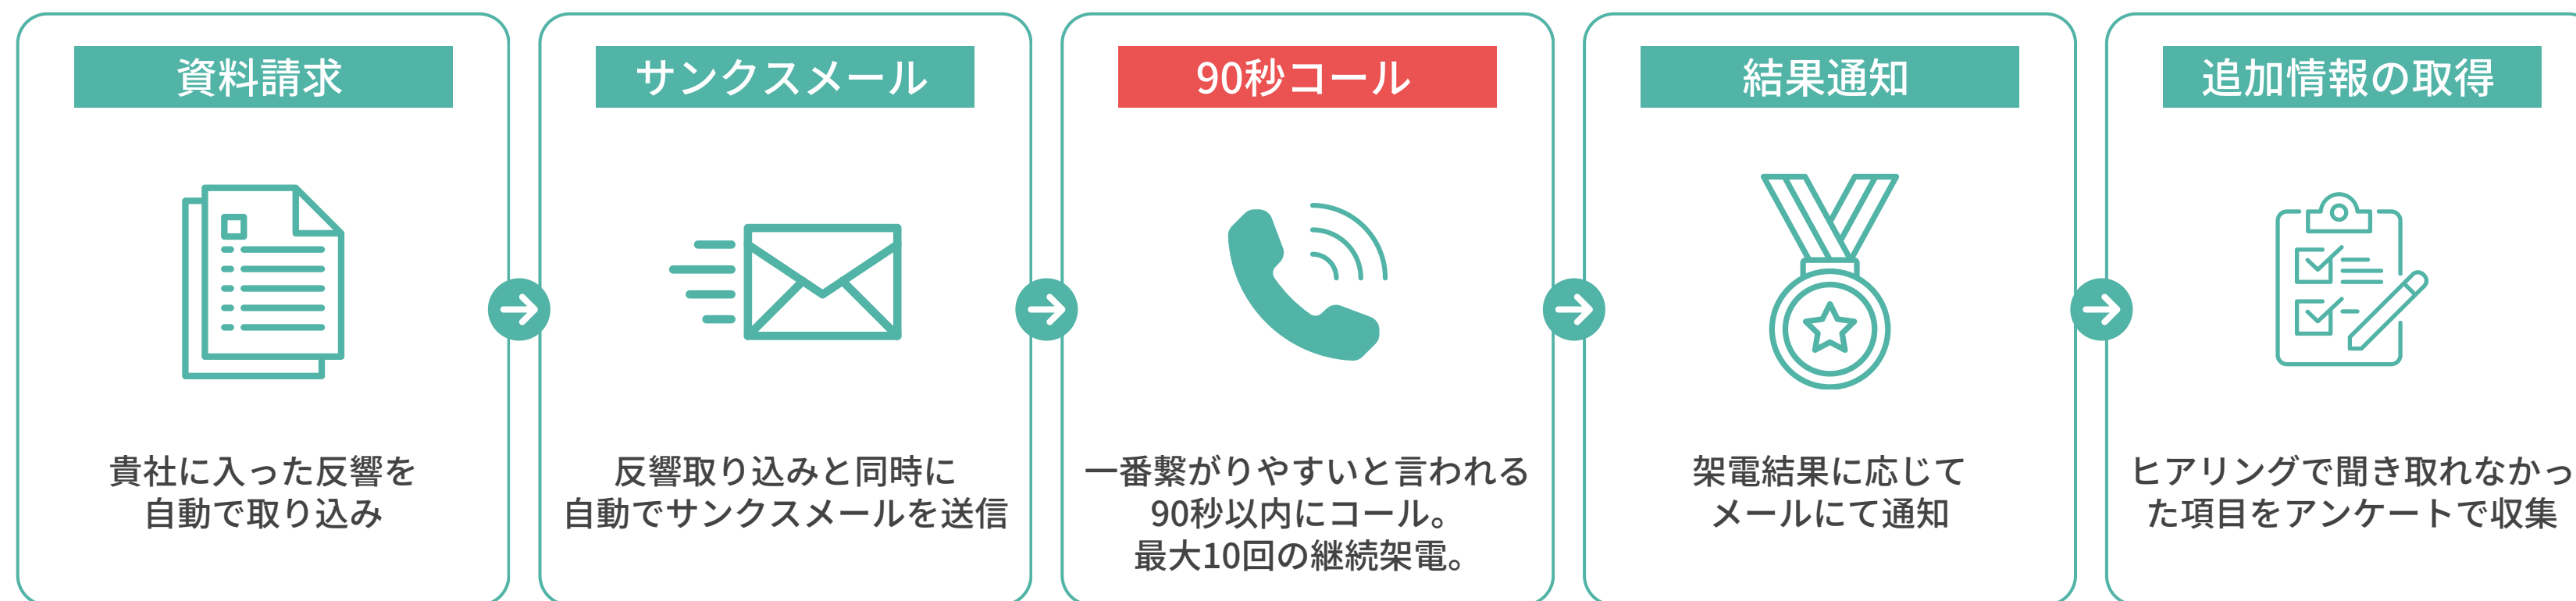 資料請求
貴社に入った反響を
自動で取り込み
サンクスメール
反響取り込みと同時に
自動でサンクスメールを送信
90秒コール
一番繋がりやすいと言われる
90秒以内にコール。
最大10回の継続架電。
結果通知
架電結果に応じて
メールにて通知
追加情報の取得
ヒアリングで聞き取れなかっ
た項目をアンケートで収集